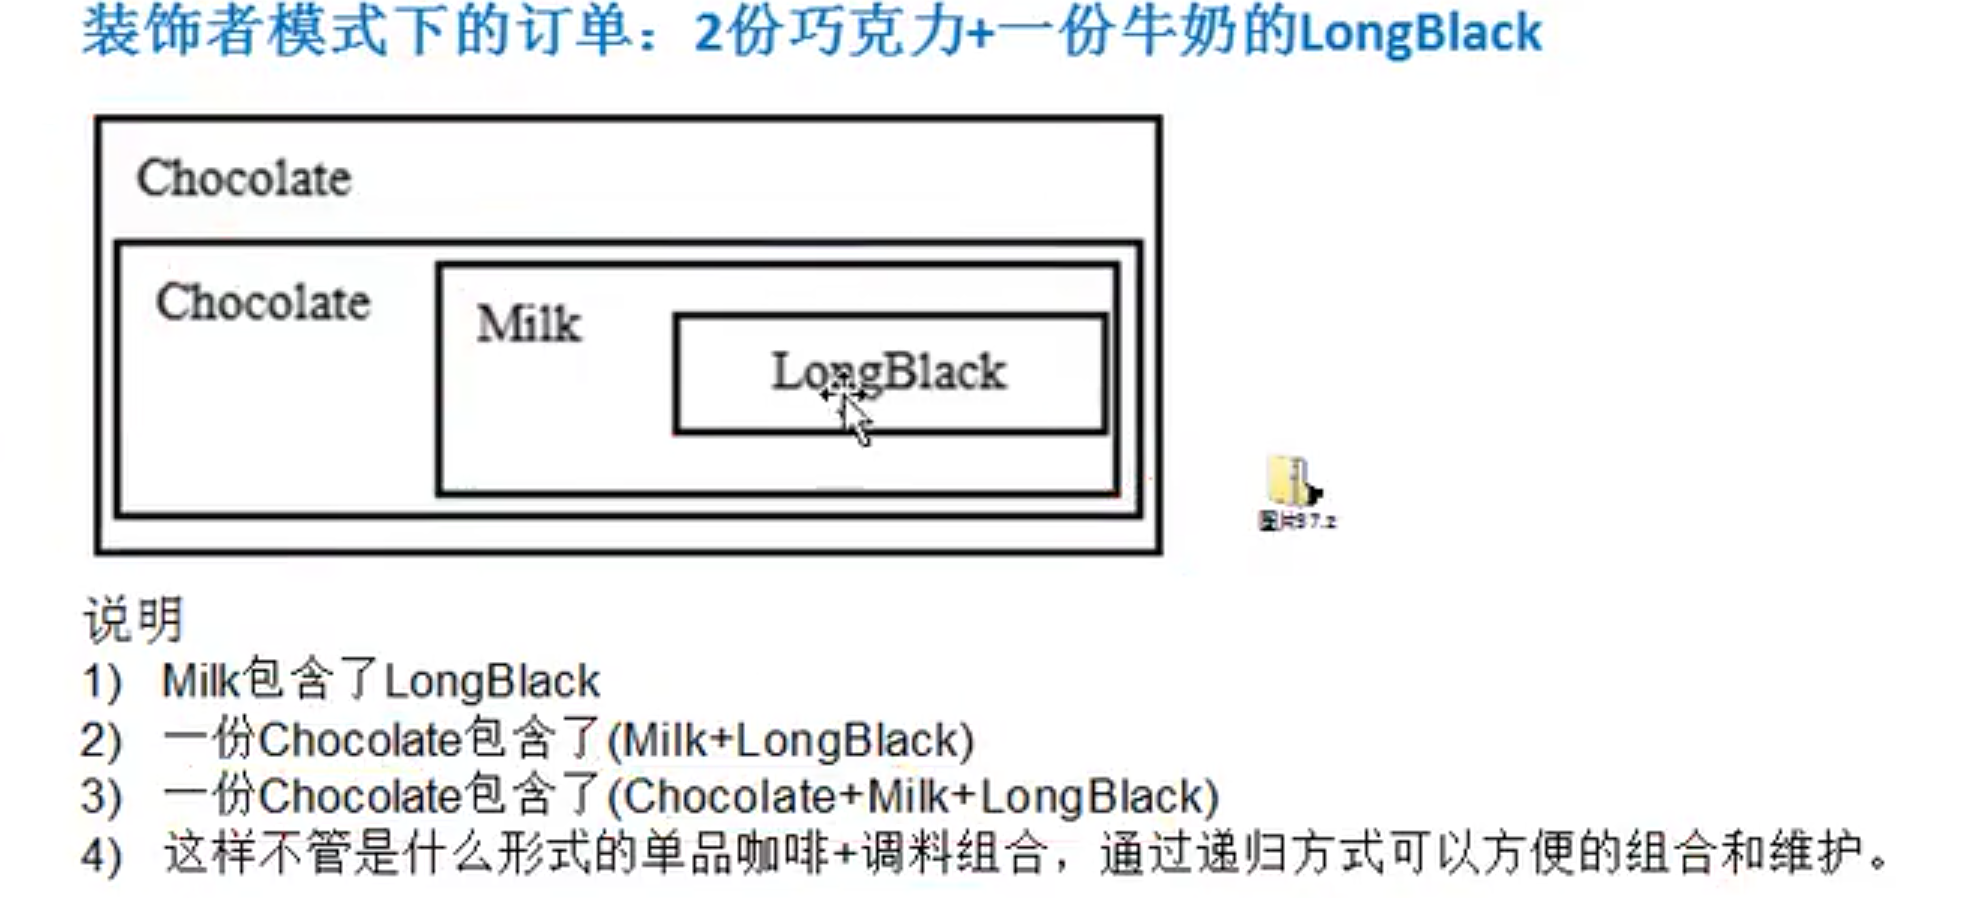 装饰者模式下的订单：2份巧克力+一份牛奶的LongBlack
Chocolate
Chocolate
Milk
LongBlack
说明
1) Milk包含了LongBlack
2) 一份Chocolate包含了(Milk+LongBlack)
3) 一份Chocolate包含了(Chocolate+Milk+LongBlack)
4) 这样不管是什么形式的单品咖啡+调料组合，通过递归方式可以方便的组合和维护。